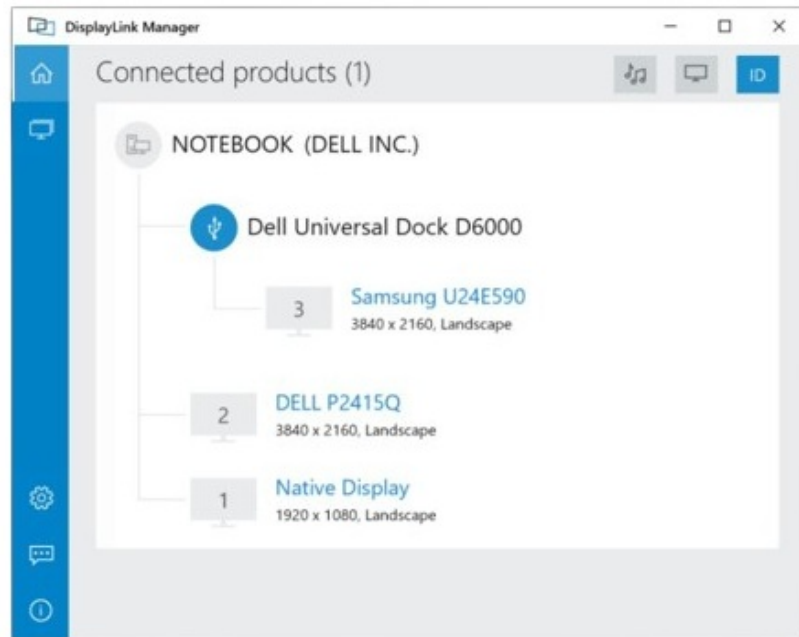 DisplayLink Manager
Connected products (1)
ID
NOTEBOOK (DELL INC.)
Dell Universal Dock D6000
3
Samsung U24E590
3840 x 2160, Landscape
2
DELL P2415Q
3840 x 2160, Landscape
1
Native Display
1920 x 1080, Landscape